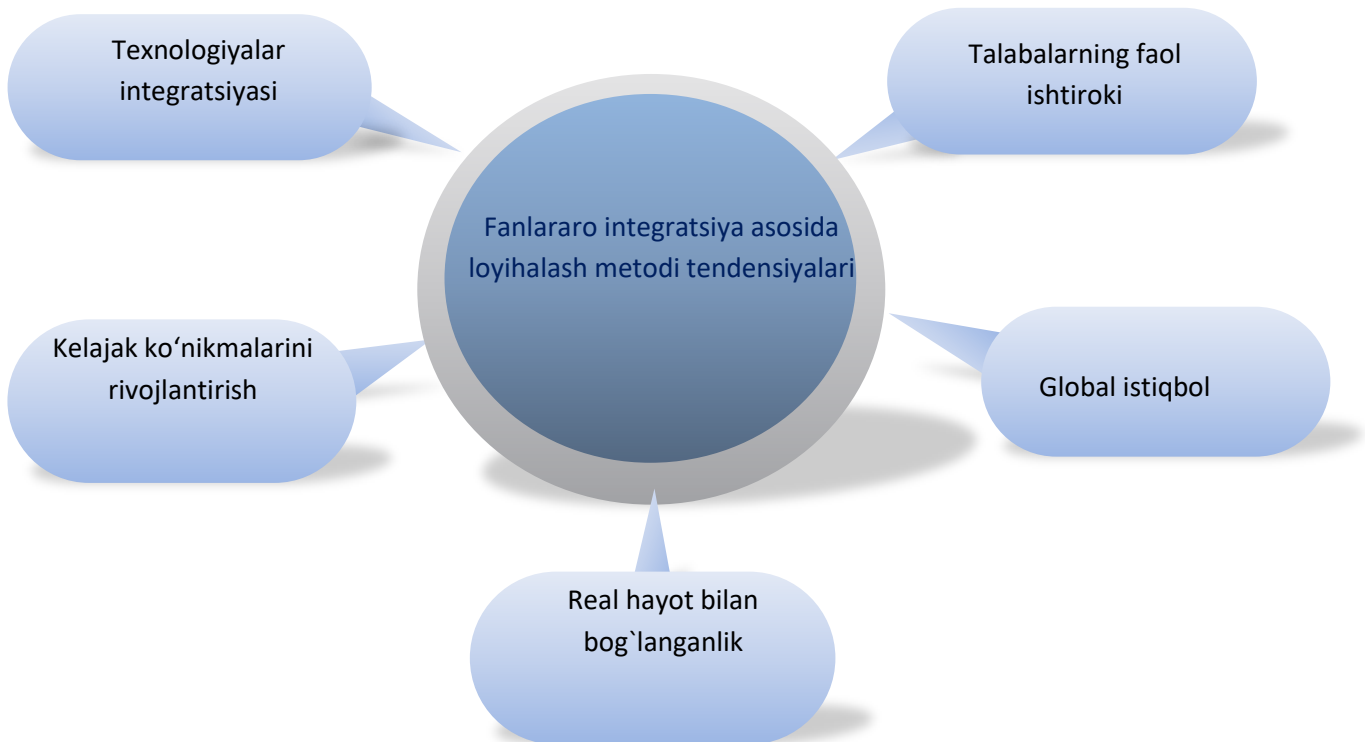 Texnologiyalar
integratsiyasi
Talabalarning faol
ishtiroki
Fanlararo integratsiya asosida
loyihalash metodi tendensiyalari
Kelajak ko‘nikmalarini
rivojlantirish
Global istiqbol
Real hayot bilan
bog`langanlik